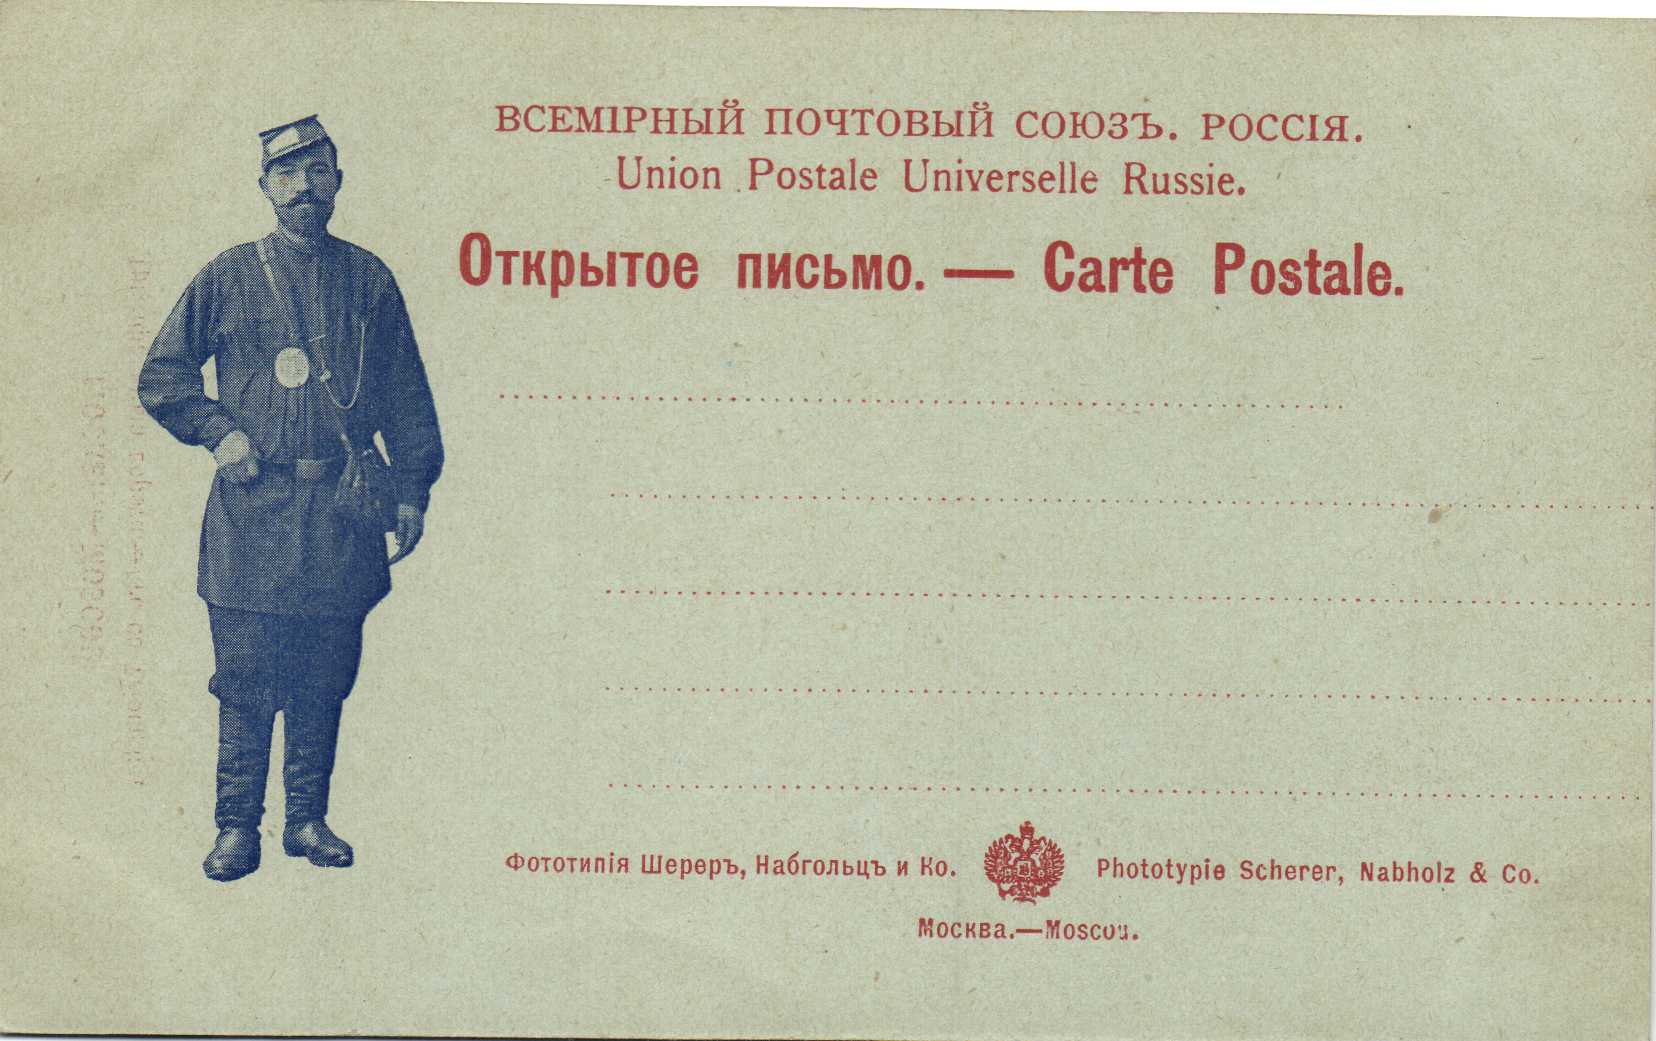 ВСЕМІРНЫЙ ПОЧТОВЫЙ СОЮЗЪ. РОССІЯ.
Union Postale Universelle Russie.
Открытое письмо. — Carte Postale.
Фототипія Шереръ, Набгольцъ и Ко. Phototypie Scherer, Nabholz & Co.
Москва.—Moscou.